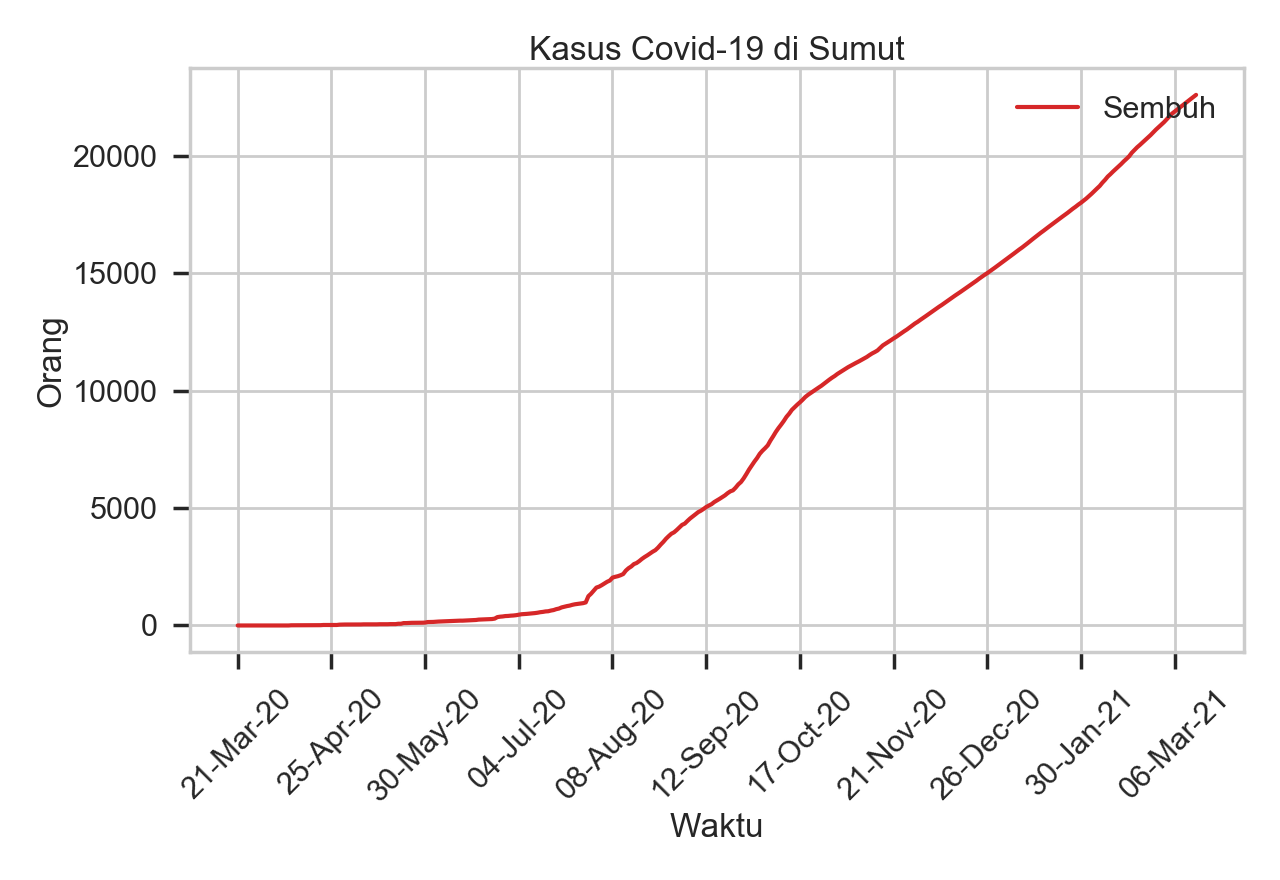 Kasus Covid-19 di Sumut
Sembuh
20000
15000
10000
5000
0
Orang
21-Mar-20
25-Apr-20
30-May-20
04-Jul-20
08-Aug-20
12-Sep-20
17-Oct-20
21-Nov-20
26-Dec-20
30-Jan-21
06-Mar-21
Waktu